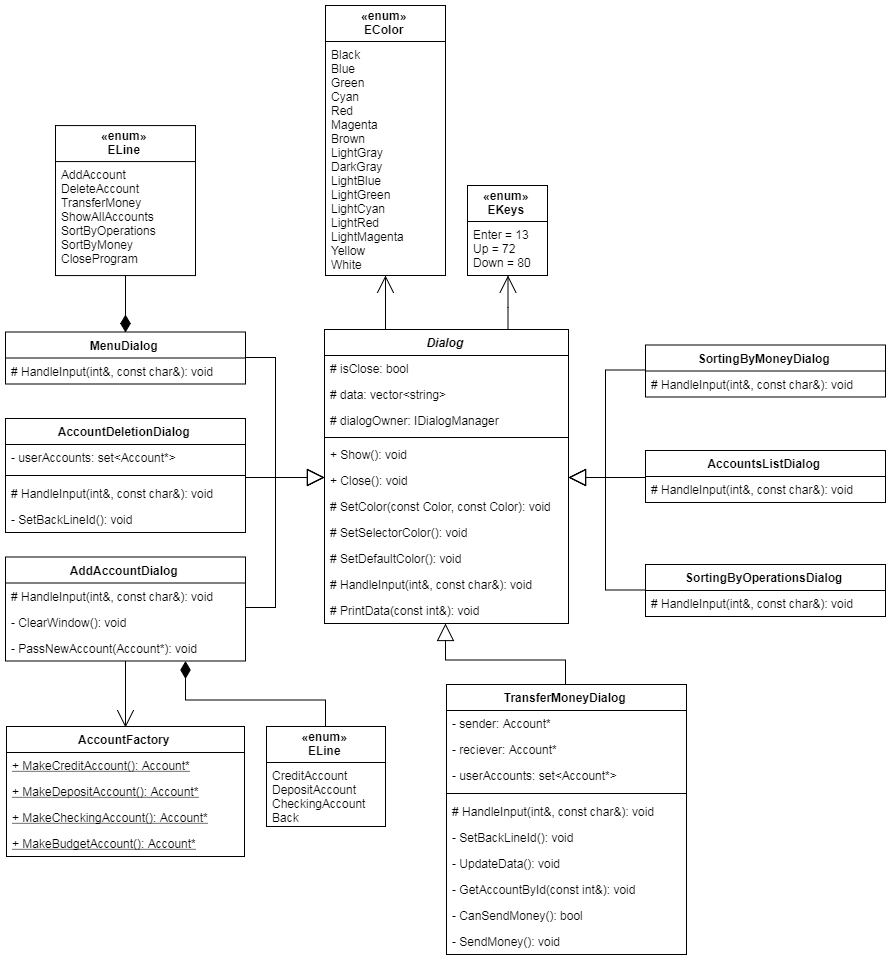 «enum»
EColor
Black
Blue
Green
Cyan
Red
Magenta
Brown
LightGray
DarkGray
LightBlue
LightGreen
LightCyan
LightRed
LightMagenta
Yellow
White
«enum»
ELine
AddAccount
DeleteAccount
TransferMoney
ShowAllAccounts
SortByOperations
SortByMoney
CloseProgram
«enum»
EKeys
Enter = 13
Up = 72
Down = 80
MenuDialog
# HandleInput(int&, const char&): void
AccountDeletionDialog
- userAccounts: set<Account*>
# HandleInput(int&, const char&): void
- SetBackLineId(): void
AddAccountDialog
# HandleInput(int&, const char&): void
- ClearWindow(): void
- PassNewAccount(Account*): void
Dialog
# isClose: bool
# data: vector<string>
# dialogOwner: IDialogManager
+ Show(): void
+ Close(): void
# SetColor(const Color, const Color): void
# SetSelectorColor(): void
# SetDefaultColor(): void
# HandleInput(int&, const char&): void
# PrintData(const int&): void
SortingByMoneyDialog
# HandleInput(int&, const char&): void
AccountsListDialog
# HandleInput(int&, const char&): void
SortingByOperationsDialog
# HandleInput(int&, const char&): void
AccountFactory
+ MakeCreditAccount(): Account*
+ MakeDepositAccount(): Account*
+ MakeCheckingAccount(): Account*
+ MakeBudgetAccount(): Account*
«enum»
ELine
CreditAccount
DepositAccount
CheckingAccount
Back
TransferMoneyDialog
- sender: Account*
- reciever: Account*
- userAccounts: set<Account*>
# HandleInput(int&, const char&): void
- SetBackLineId(): void
- UpdateData(): void
- GetAccountById(const int&): void
- CanSendMoney(): bool
- SendMoney(): void